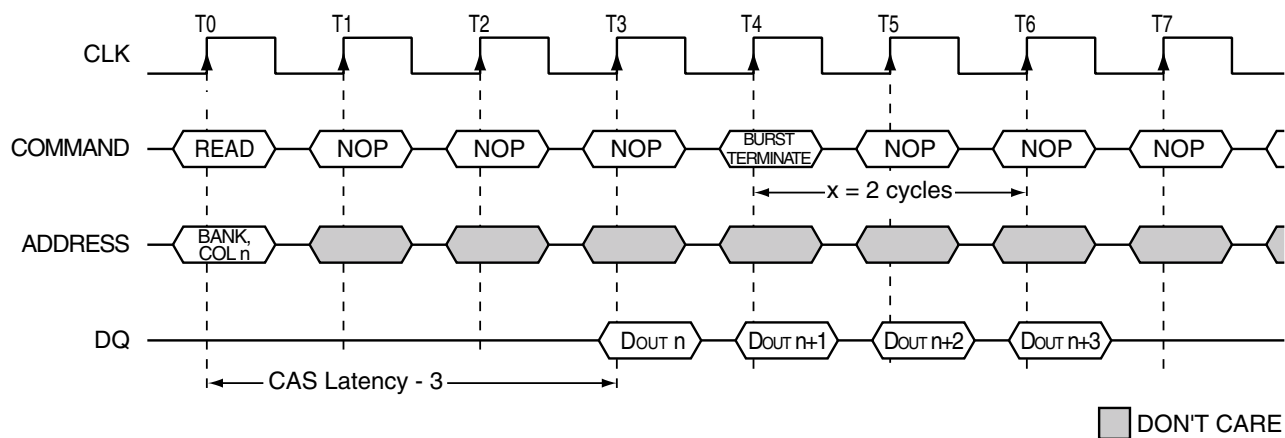 T0 T1 T2 T3 T4 T5 T6 T7
CLK
COMMAND READ NOP NOP NOP BURST TERMINATE NOP NOP NOP
x = 2 cycles
ADDRESS BANK, COL n
DQ DOUT n DOUT n+1 DOUT n+2 DOUT n+3
CAS Latency - 3
DON'T CARE